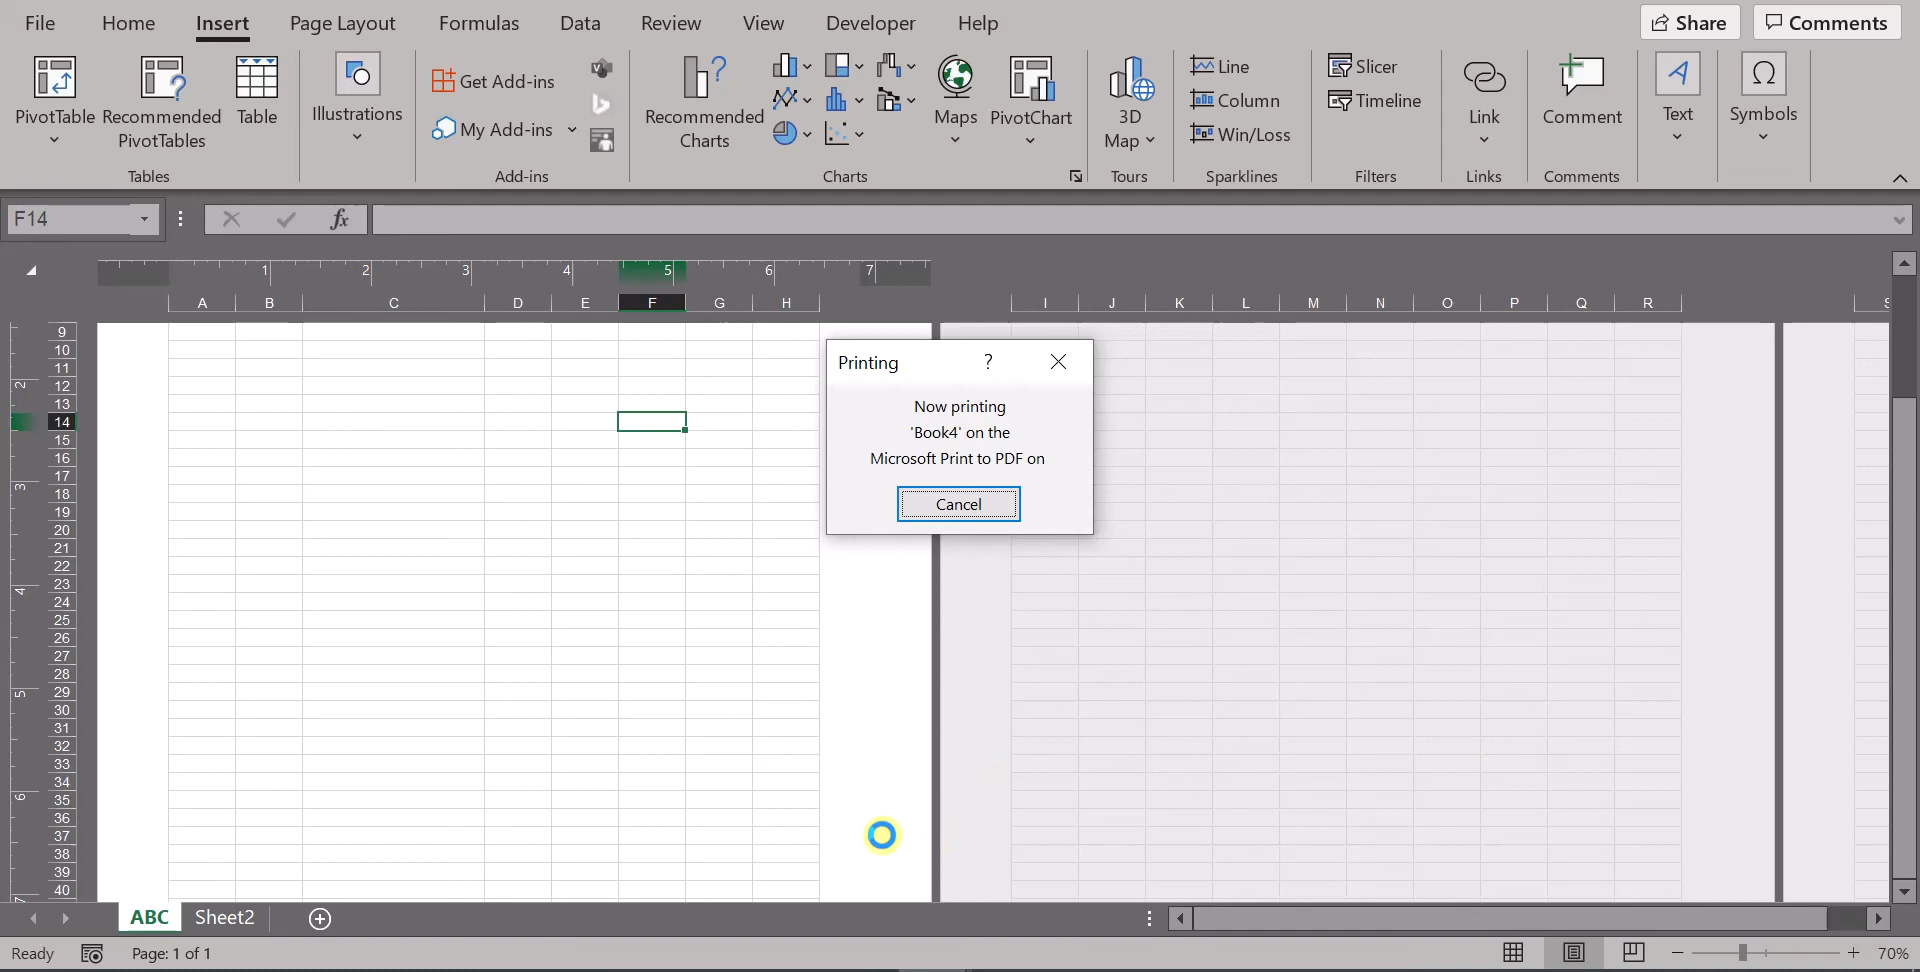 File Home Insert Page Layout Formulas Data Review View Developer Help Share Comments
PivotTable
Recommended PivotTables
Table
Tables
Illustrations
Get Add-ins
My Add-ins
Add-ins
Recommended Charts
Maps
PivotChart
Charts
3D Map
Tours
Line
Column
Win/Loss
Sparklines
Slicer
Timeline
Filters
Link
Links
Comment
Comments
Text
Symbols
F14
fx
1 2 3 4 5 6 7
A B C D E F G H I J K L M N O P Q R
9
10
11
12
13
14
15
16
17
18
19
20
21
22
23
24
25
26
27
28
29
30
31
32
33
34
35
36
37
38
39
40
2
3
4
5
6
Printing ?
Now printing
'Book4' on the
Microsoft Print to PDF on
Cancel
ABC Sheet2
Ready Page: 1 of 1 70%